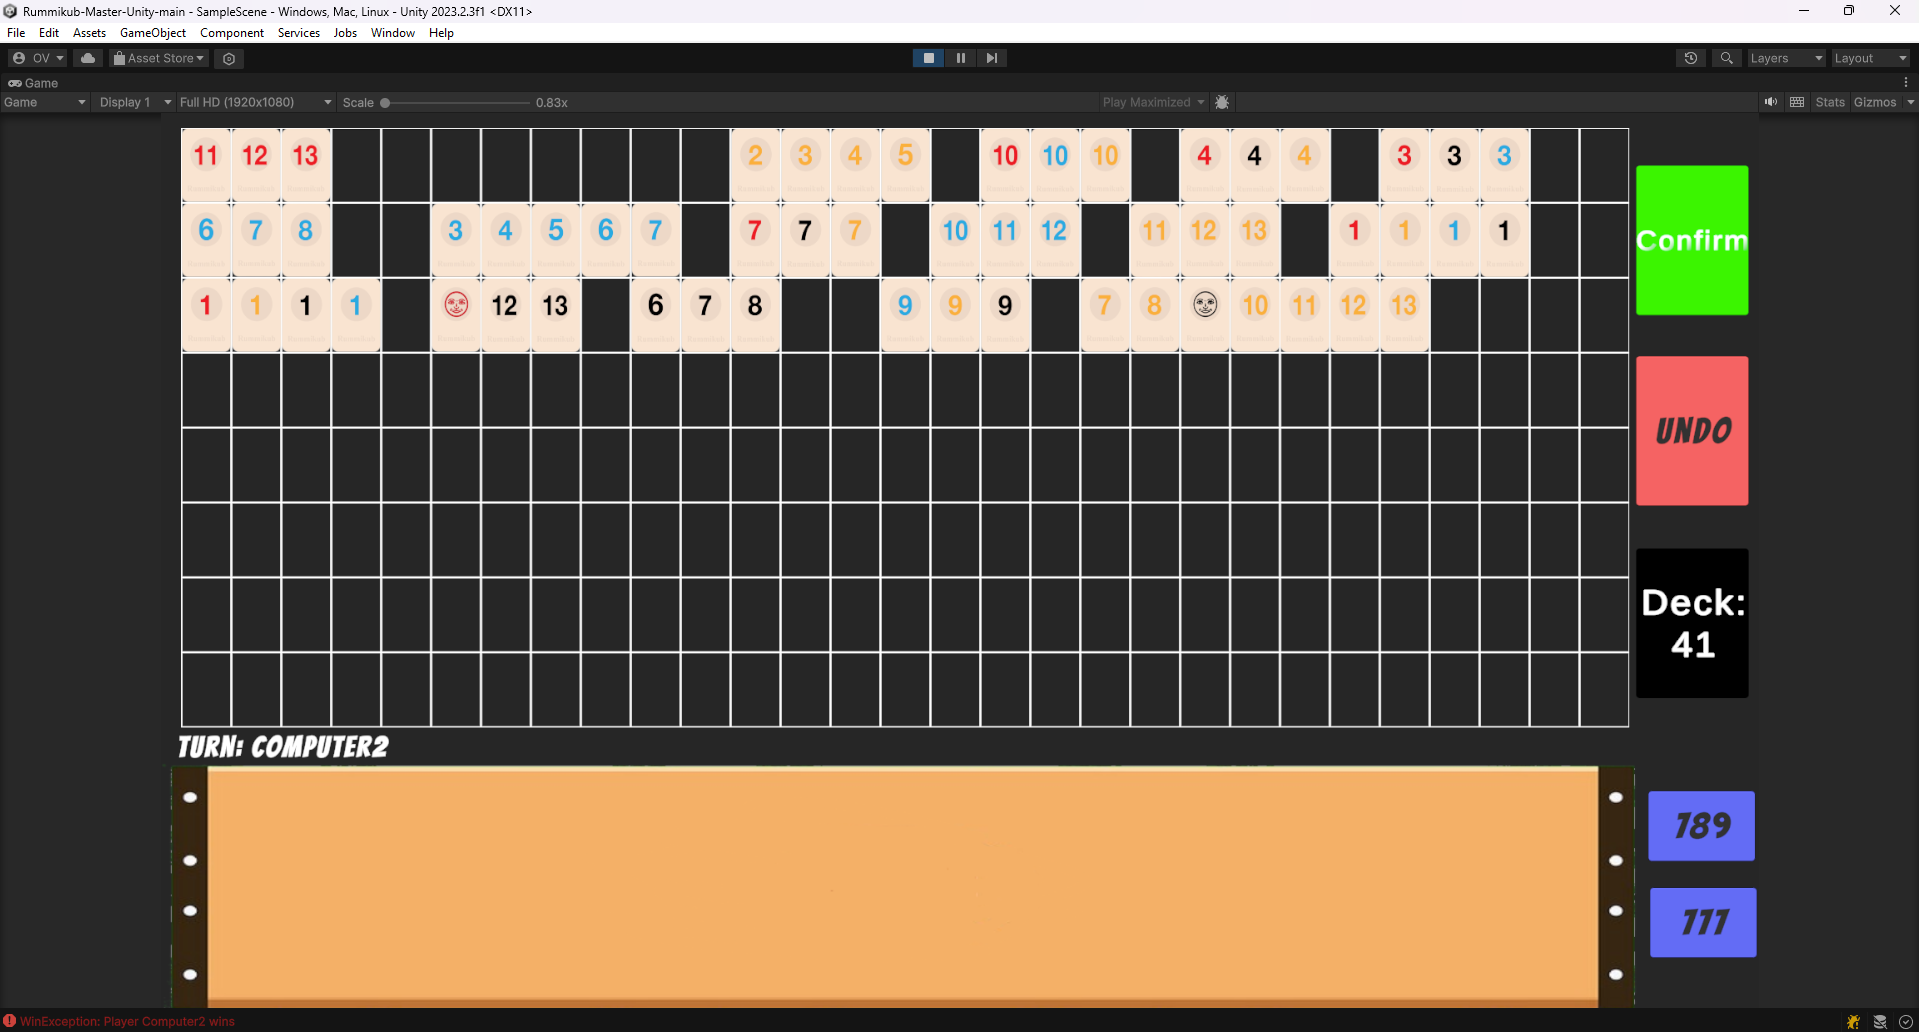 Rummikub-Master-Unity-main - SampleScene - Windows, Mac, Linux - Unity 2023.2.3f1 <DX11>
File Edit Assets GameObject Component Services Jobs Window Help
OV Asset Store Layers Layout
Game
Game Display 1 Full HD (1920x1080) Scale 0.83x Play Maximized Stats Gizmos
11 12 13 2 3 4 5 10 10 10 4 4 4 3 3 3
6 7 8 3 4 5 6 7 7 7 7 10 11 12 11 12 13 1 1 1 1
1 1 1 1 12 13 6 7 8 9 9 9 7 8 10 11 12 13
Confirm
UNDO
Deck:
41
TURN: COMPUTER2
789
777
WinException: Player Computer2 wins